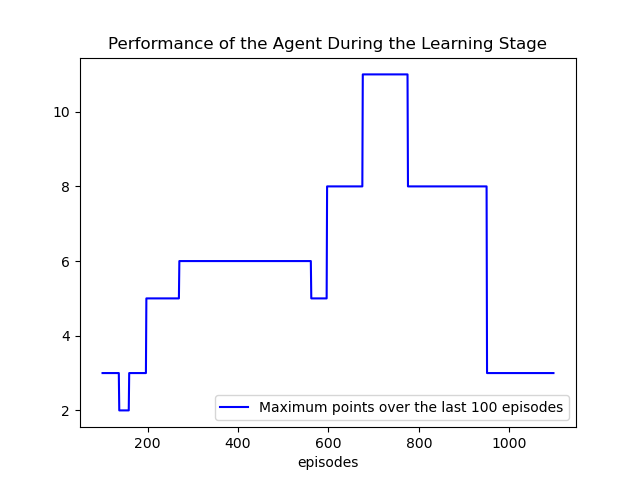 Performance of the Agent During the Learning Stage
10
8
6
4
2
Maximum points over the last 100 episodes
200 400 600 800 1000
episodes